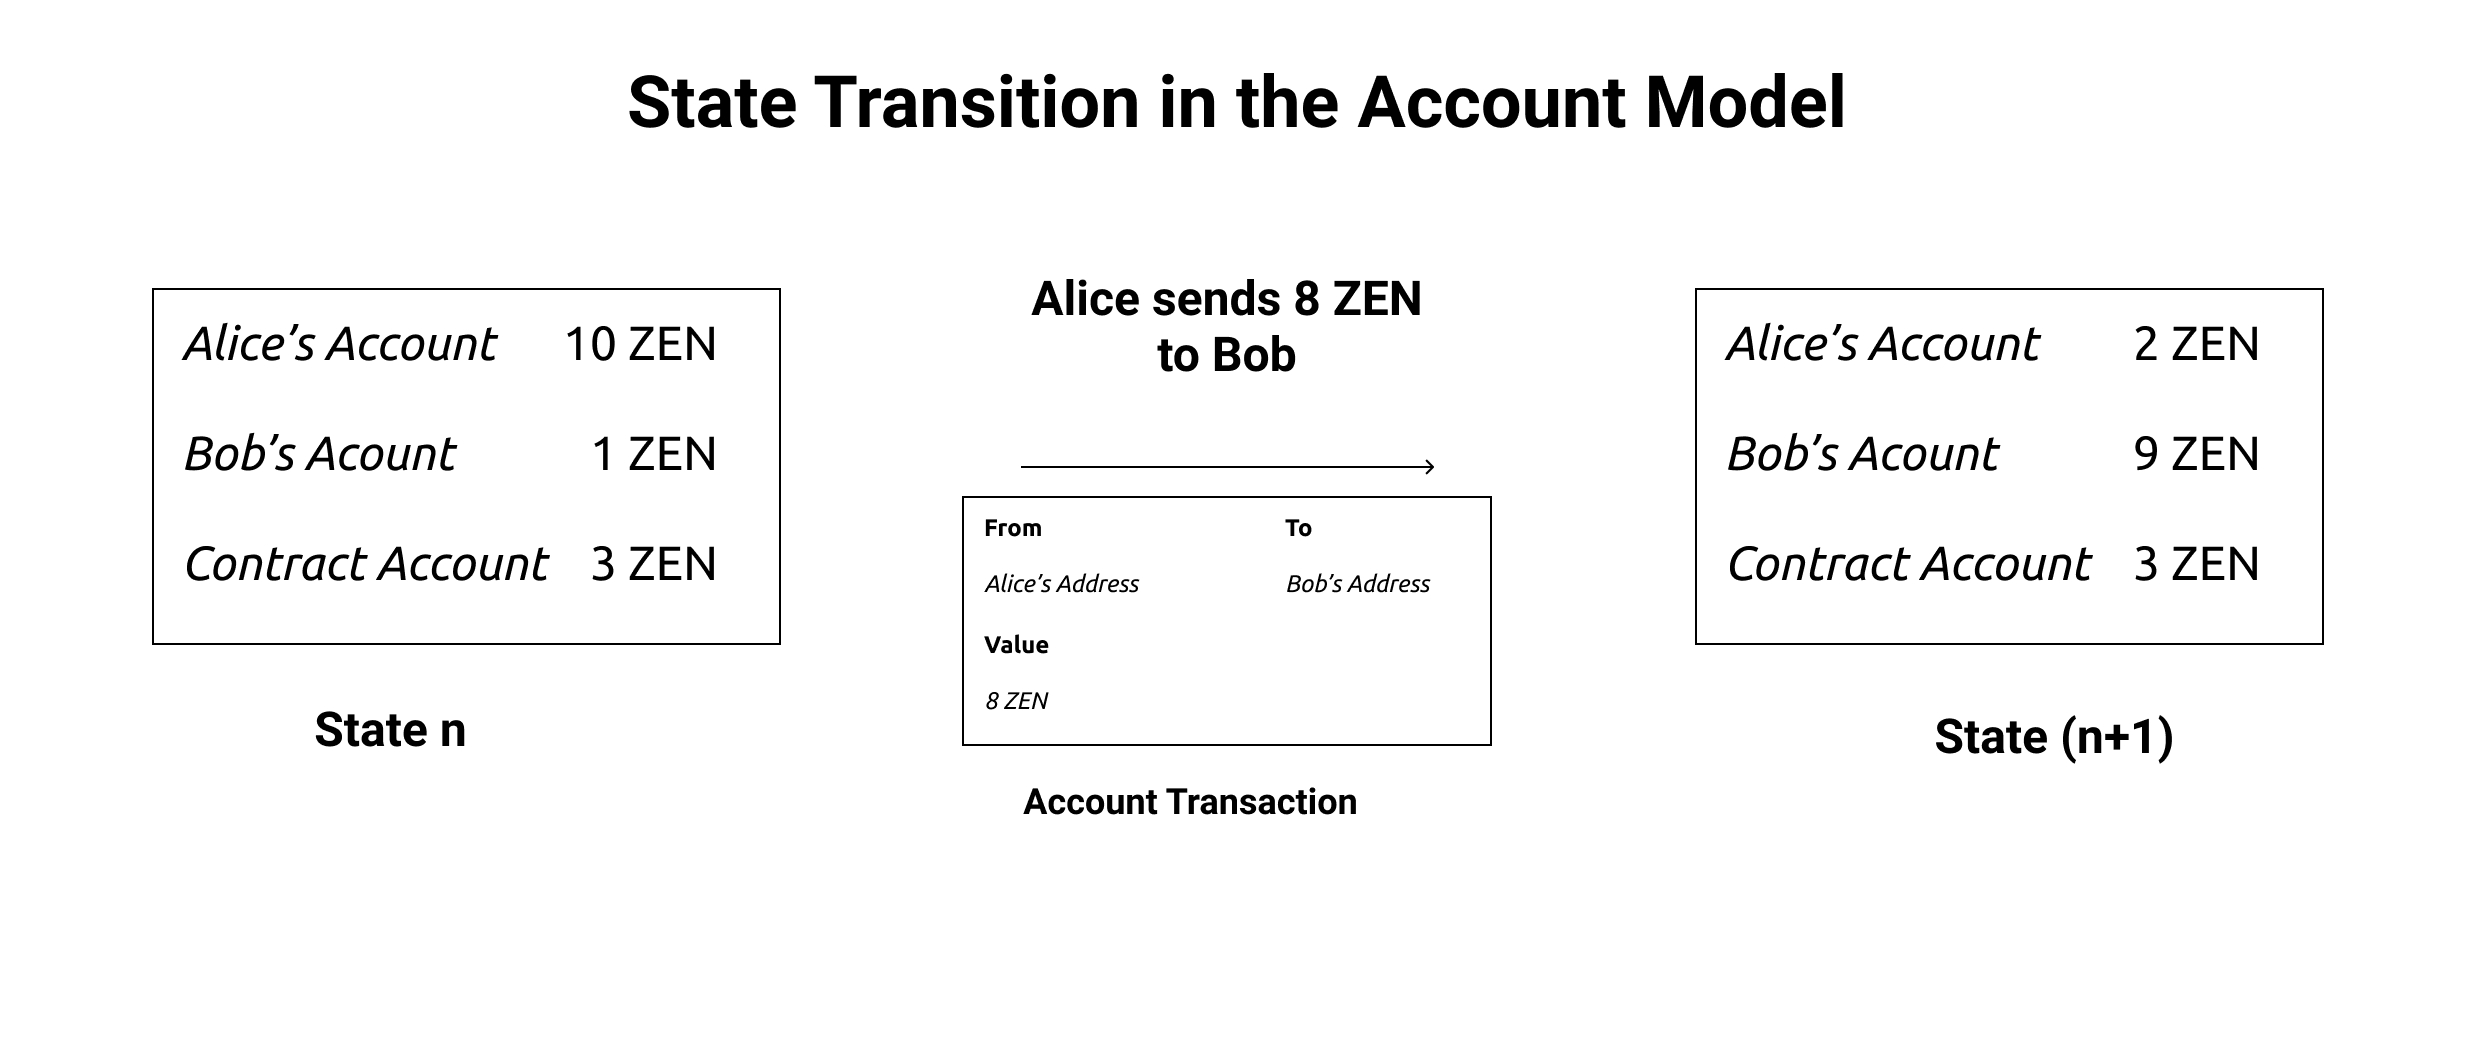 State Transition in the Account Model
Alice’s Account 10 ZEN
Bob’s Acount 1 ZEN
Contract Account 3 ZEN
State n
Alice sends 8 ZEN
to Bob
From To
Alice’s Address Bob’s Address
Value
8 ZEN
Account Transaction
Alice’s Account 2 ZEN
Bob’s Acount 9 ZEN
Contract Account 3 ZEN
State (n+1)